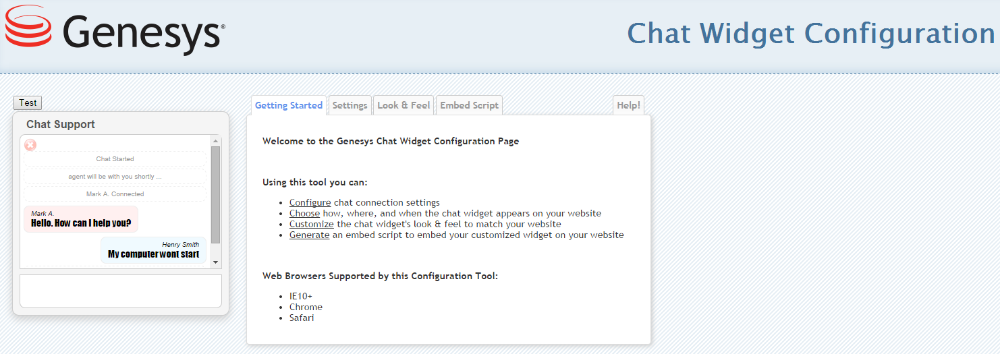 Genesys®
Chat Widget Configuration
Test
Chat Support
Chat Started
agent will be with you shortly ...
Mark A. Connected
Mark A.
Hello. How can I help you?
Henry Smith
My computer wont start
Getting Started
Settings
Look & Feel
Embed Script
Help!
Welcome to the Genesys Chat Widget Configuration Page
Using this tool you can:
Configure chat connection settings
Choose how, where, and when the chat widget appears on your website
Customize the chat widget's look & feel to match your website
Generate an embed script to embed your customized widget on your website
Web Browsers Supported by this Configuration Tool:
IE10+
Chrome
Safari